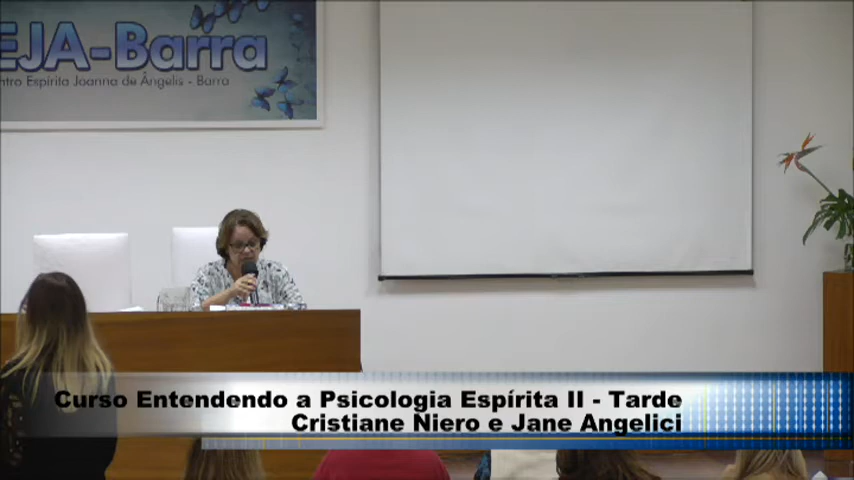 EJA-Barra
ntro Espírita Joanna de Ângelis - Barra
Curso Entendendo a Psicologia Espírita II - Tarde
Cristiane Niero e Jane Angelici